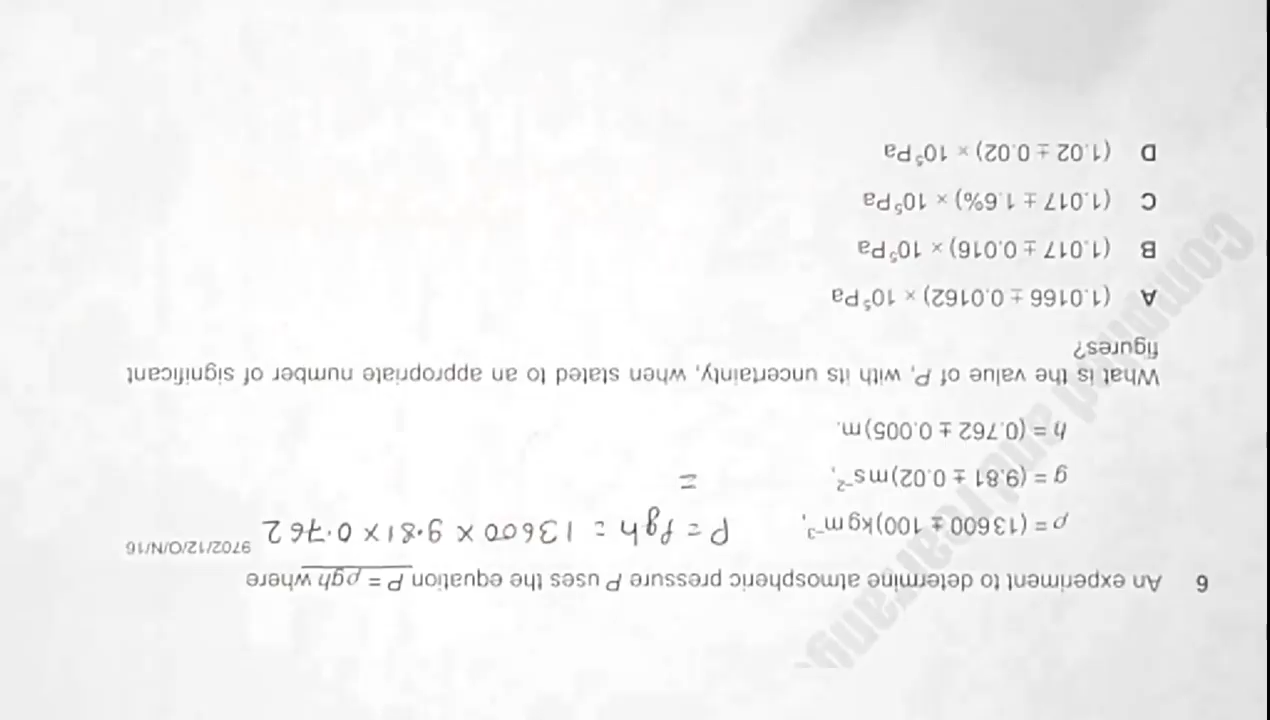 6 An experiment to determine atmospheric pressure P uses the equation P = ρgh where
9702/12/O/N/16
ρ = (13600 ± 100) kg m⁻³, P = ρgh = 13600 × 9.81 × 0.762
g = (9.81 ± 0.02) m s⁻², =
h = (0.762 ± 0.005) m.
What is the value of P, with its uncertainty, when stated to an appropriate number of significant
figures?
A (1.0166 ± 0.0162) × 10⁵ Pa
B (1.017 ± 0.016) × 10⁵ Pa
C (1.017 ± 1.6%) × 10⁵ Pa
D (1.02 ± 0.02) × 10⁵ Pa